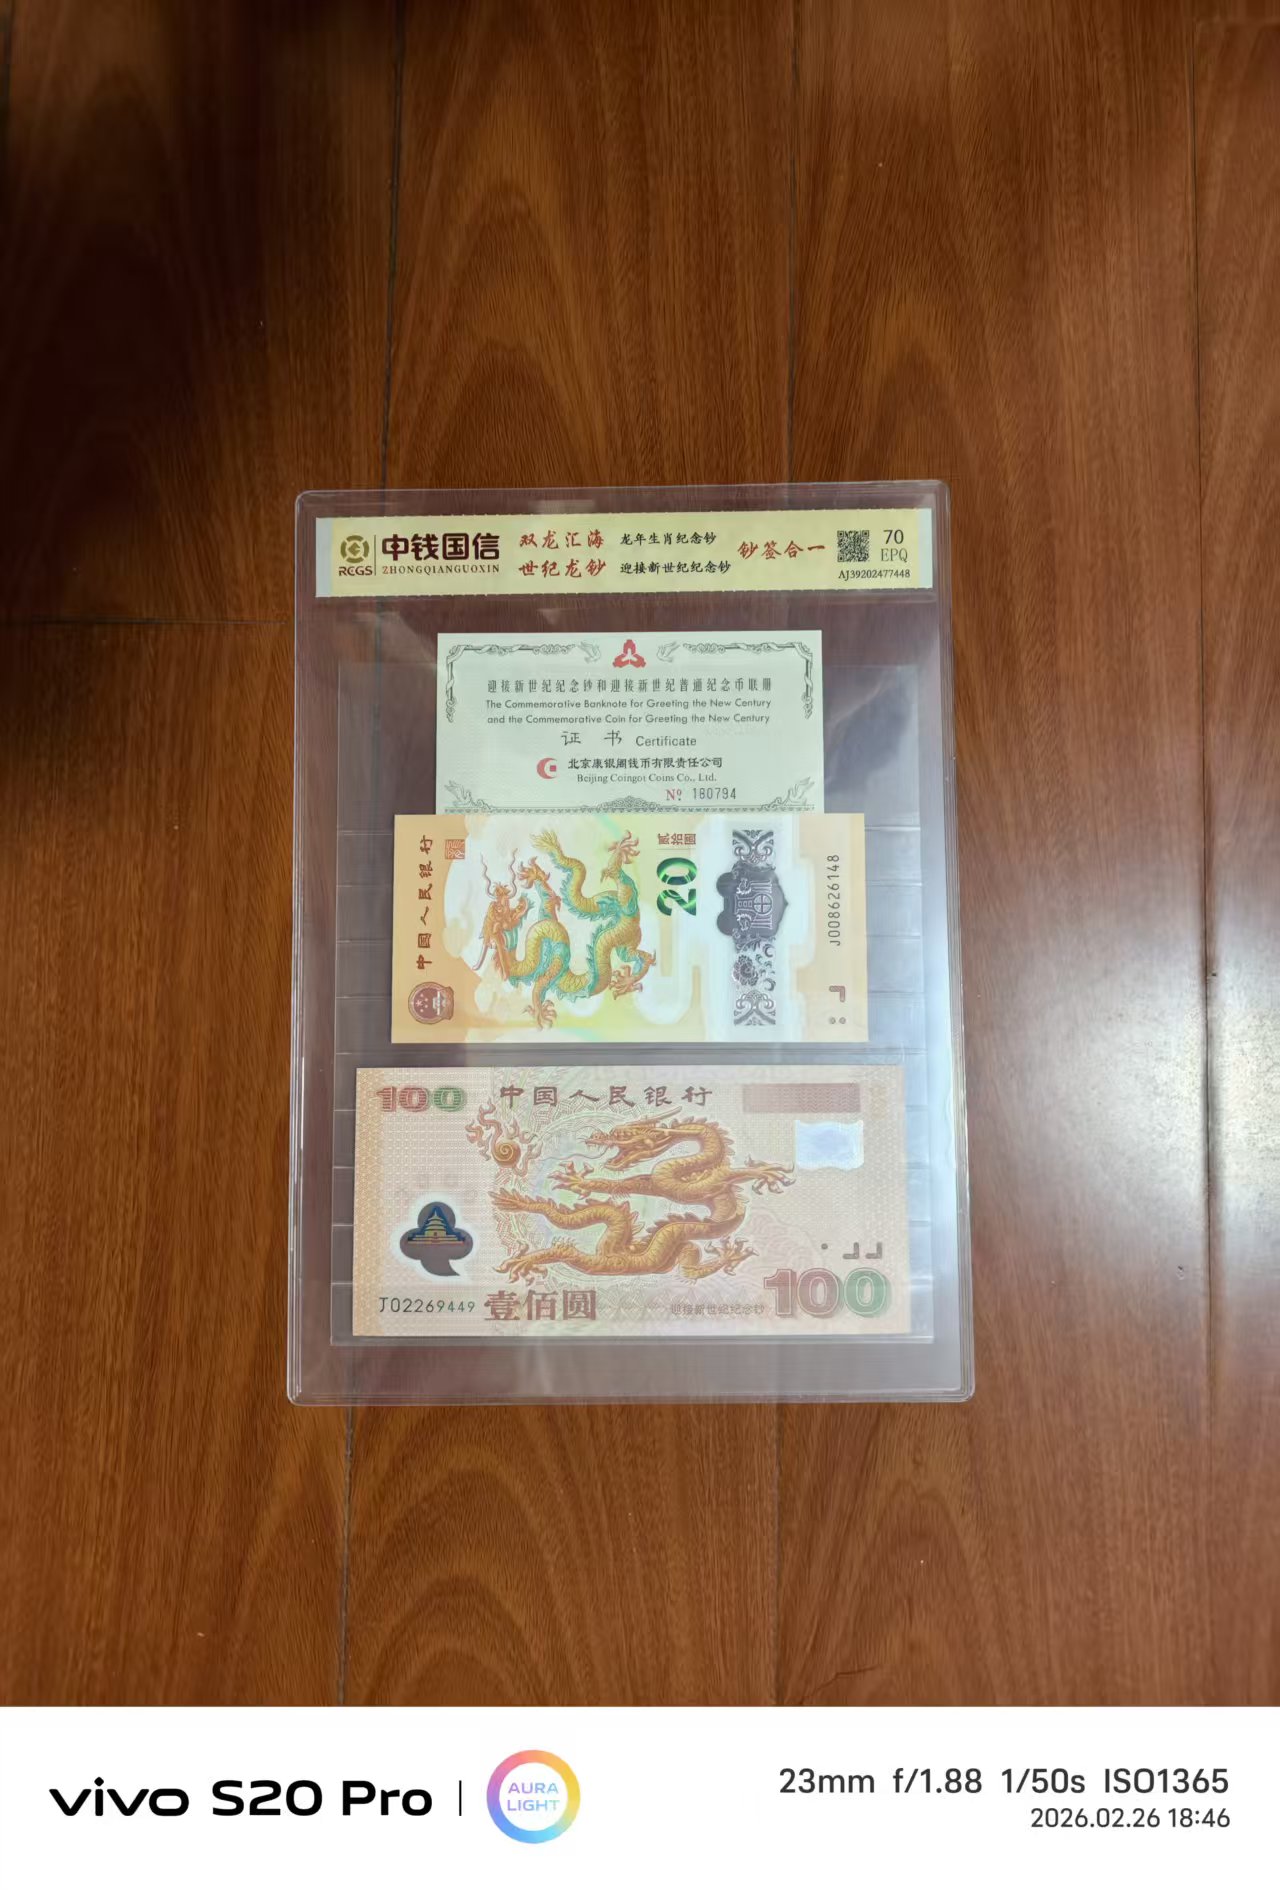 中钱国信
RCGS ZHONGQIANGUOXIN
双龙汇海 龙年生肖纪念钞
世纪龙钞 迎接新世纪纪念钞
钞签合一
70
EPQ
AJ39202477448
迎接新世纪纪念钞和迎接新世纪普通纪念币联册
The Commemorative Banknote for Greeting the New Century
and the Commemorative Coin for Greeting the New Century
证 书 Certificate
北京康银阁钱币有限责任公司
Beijing Coingot Coins Co., Ltd.
Nº 180794
中国人民银行
20
贰拾圆
J008626148
100 中国人民银行
J02269449 壹佰圆
迎接新世纪纪念钞 100
vivo S20 Pro
AURA
LIGHT
23mm f/1.88 1/50s ISO1365
2026.02.26 18:46